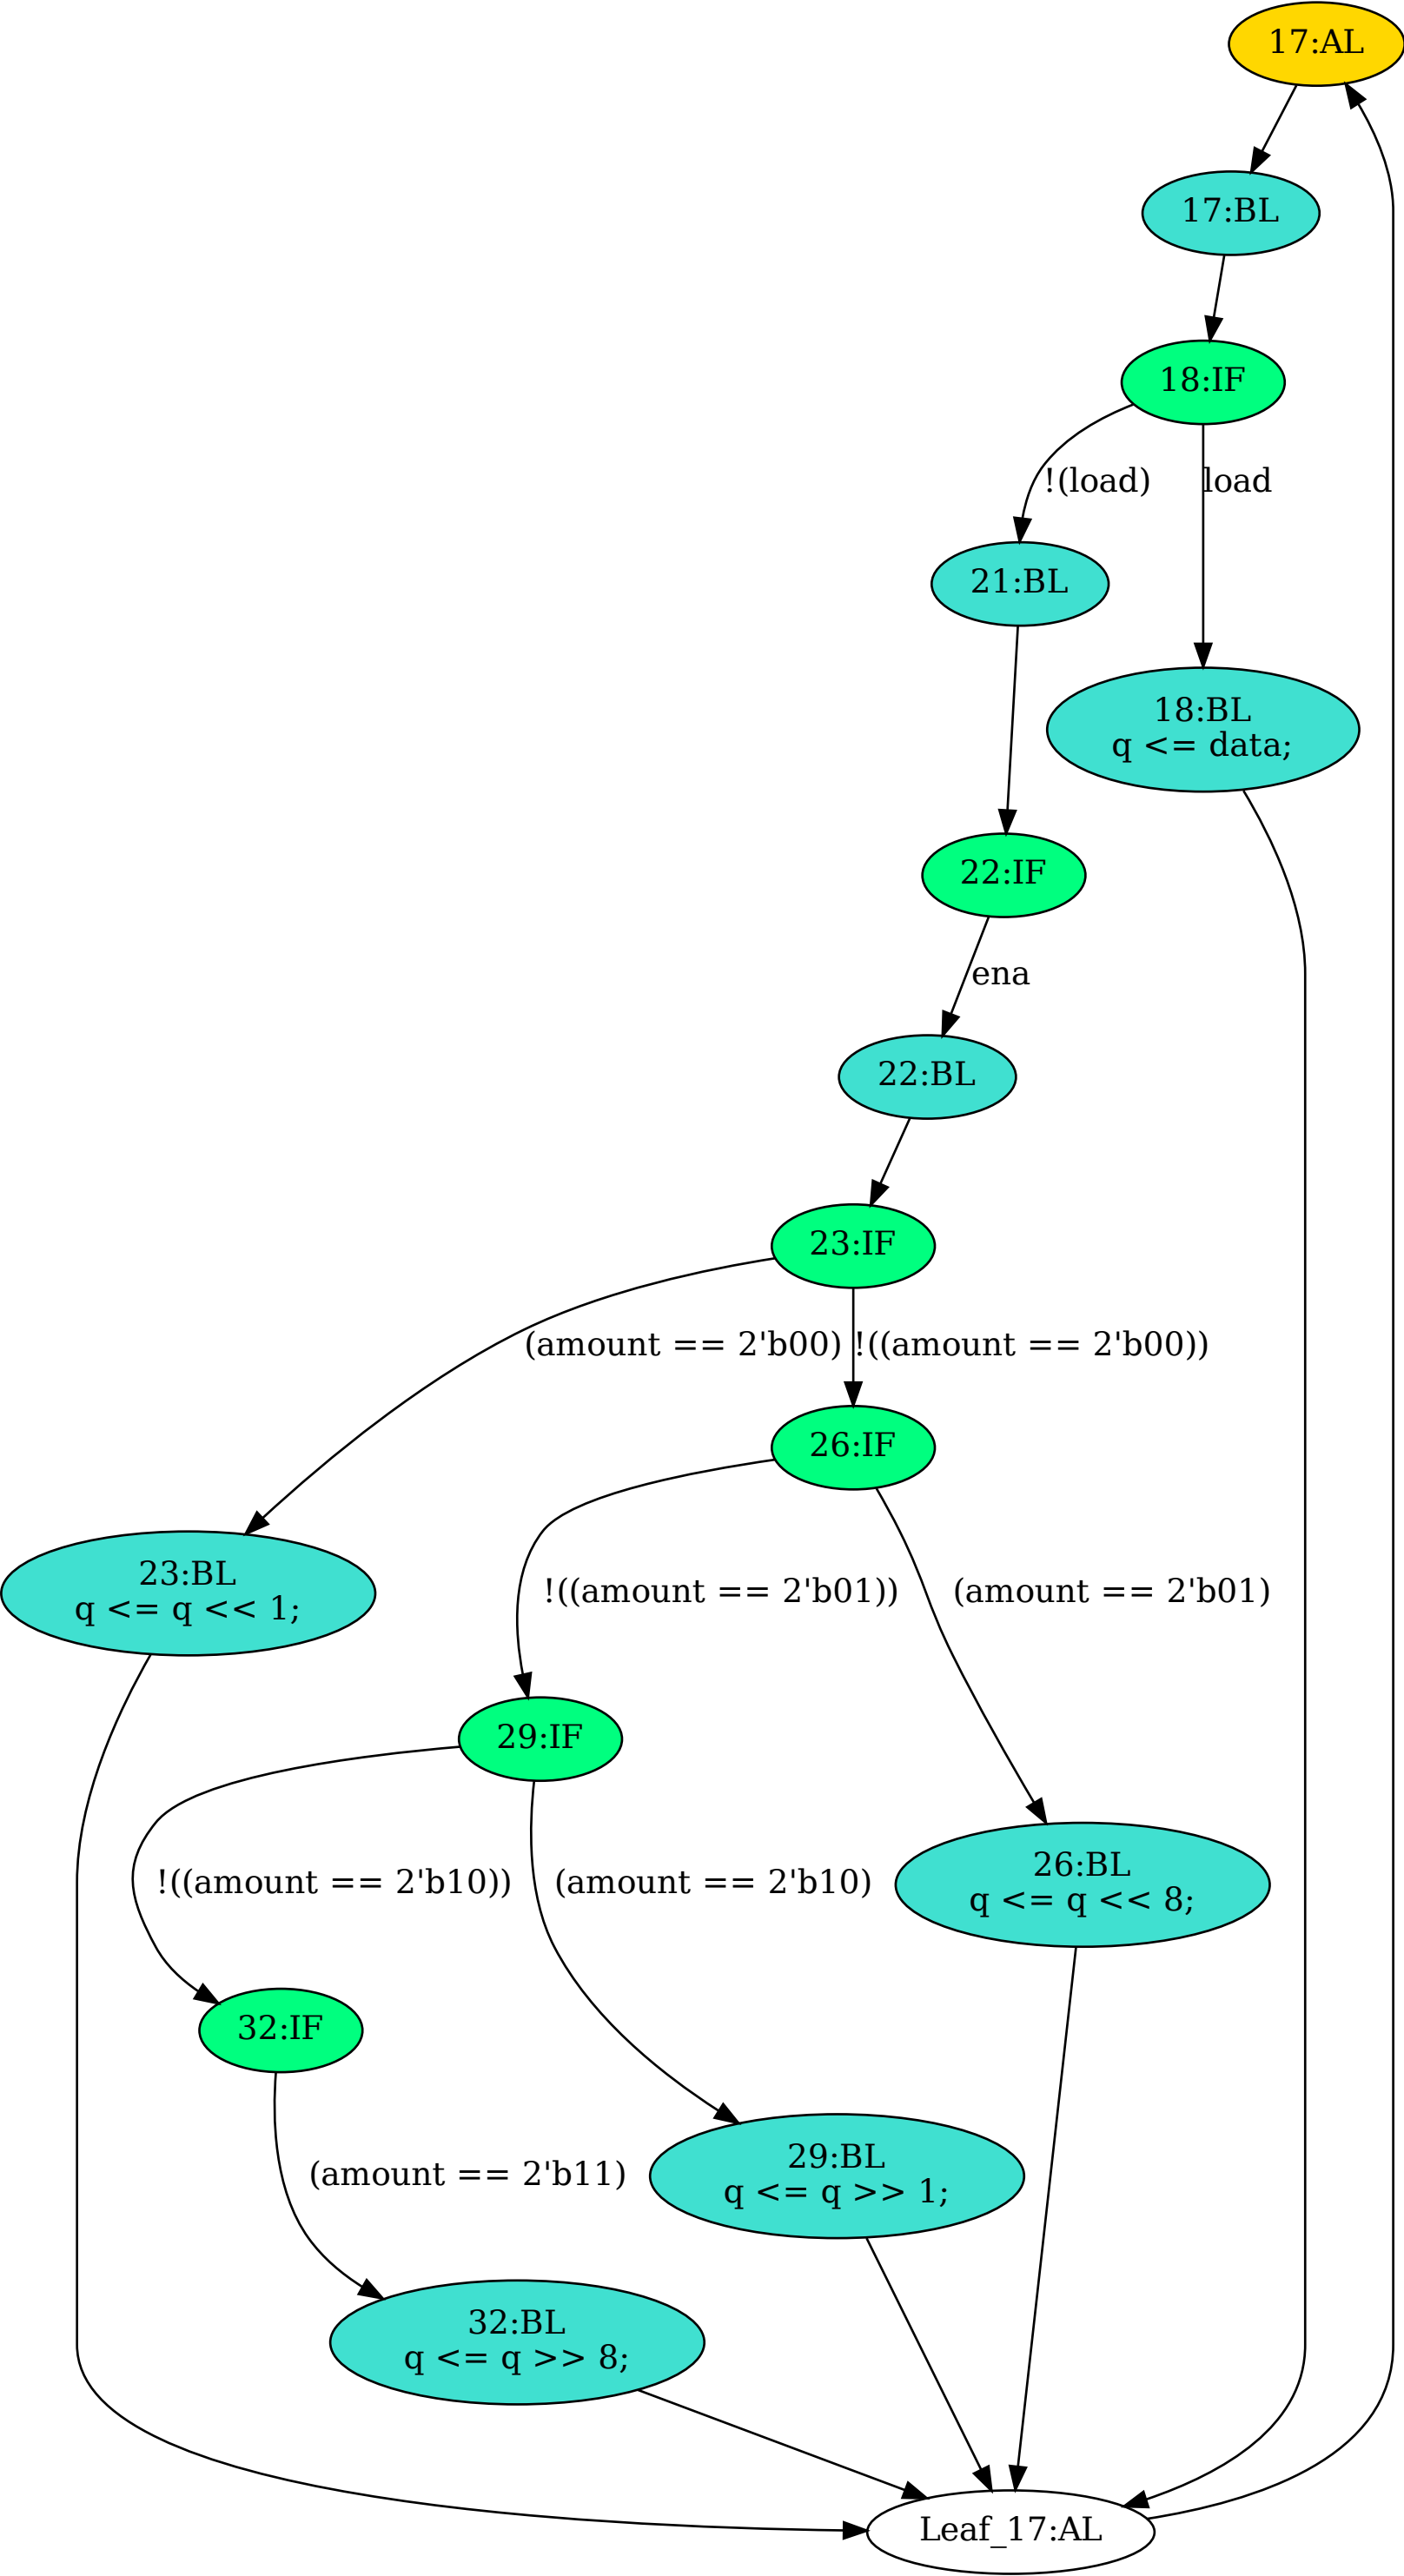 17:AL
17:BL
18:IF
!(load)
load
21:BL
18:BL
q <= data;
22:IF
ena
22:BL
23:IF
(amount == 2'b00)
!((amount == 2'b00))
26:IF
23:BL
q <= q << 1;
!((amount == 2'b01))
(amount == 2'b01)
29:IF
26:BL
q <= q << 8;
!((amount == 2'b10))
(amount == 2'b10)
32:IF
29:BL
q <= q >> 1;
(amount == 2'b11)
32:BL
q <= q >> 8;
Leaf_17:AL